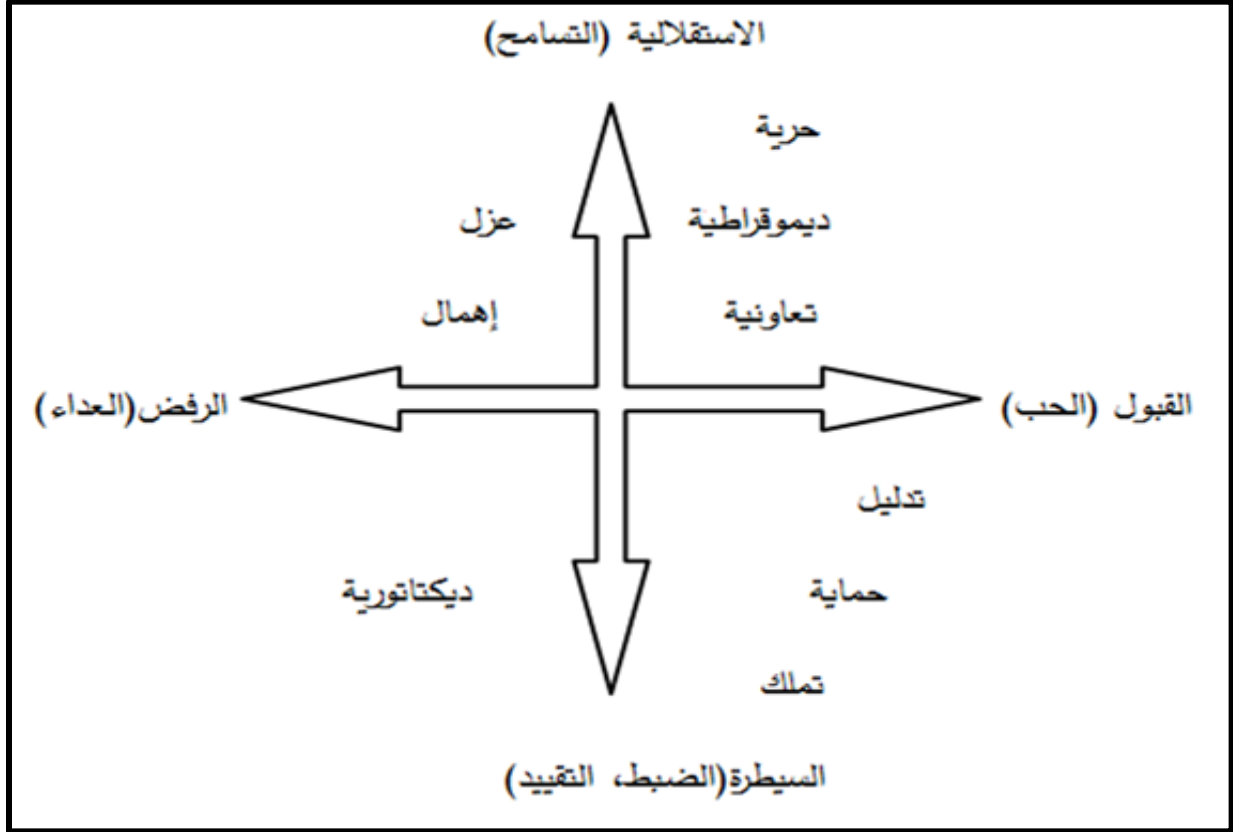 الاستقلالية (التسامح)
حرية
ديموقراطية
عزل
تعاونية
إهمال
القبول (الحب)
الرفض(العداء)
تدليل
حماية
ديكتاتورية
تملك
السيطرة(الضبط، التقييد)